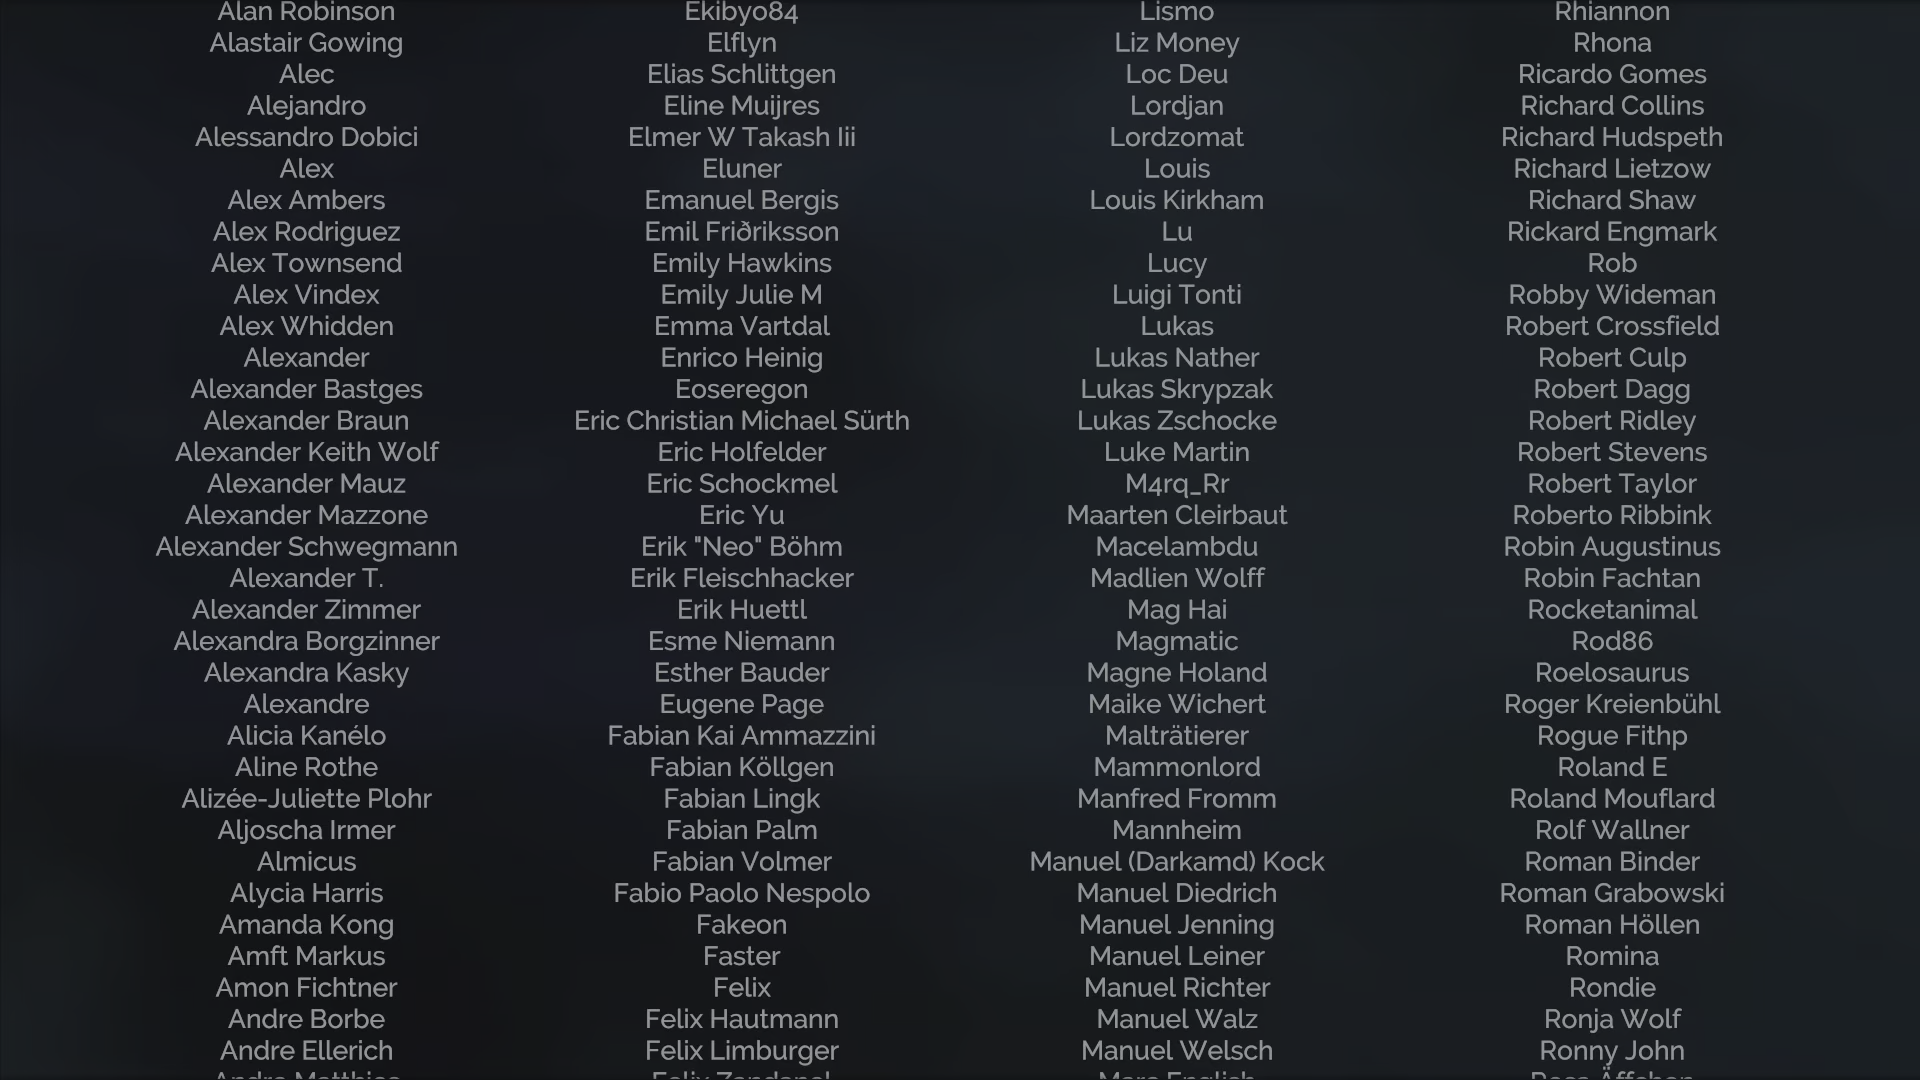 Alan Robinson
Alastair Gowing
Alec
Alejandro
Alessandro Dobici
Alex
Alex Ambers
Alex Rodriguez
Alex Townsend
Alex Vindex
Alex Whidden
Alexander
Alexander Bastges
Alexander Braun
Alexander Keith Wolf
Alexander Mauz
Alexander Mazzone
Alexander Schwegmann
Alexander T.
Alexander Zimmer
Alexandra Borgzinner
Alexandra Kasky
Alexandre
Alicia Kanélo
Aline Rothe
Alizée-Juliette Plohr
Aljoscha Irmer
Almicus
Alycia Harris
Amanda Kong
Amft Markus
Amon Fichtner
Andre Borbe
Andre Ellerich
Ekibyo84
Elflyn
Elias Schlittgen
Eline Muijres
Elmer W Takash Iii
Eluner
Emanuel Bergis
Emil Friðriksson
Emily Hawkins
Emily Julie M
Emma Vartdal
Enrico Heinig
Eoseregon
Eric Christian Michael Sürth
Eric Holfelder
Eric Schockmel
Eric Yu
Erik "Neo" Böhm
Erik Fleischhacker
Erik Huettl
Esme Niemann
Esther Bauder
Eugene Page
Fabian Kai Ammazzini
Fabian Köllgen
Fabian Lingk
Fabian Palm
Fabian Volmer
Fabio Paolo Nespolo
Fakeon
Faster
Felix
Felix Hautmann
Felix Limburger
Lismo
Liz Money
Loc Deu
Lordjan
Lordzomat
Louis
Louis Kirkham
Lu
Lucy
Luigi Tonti
Lukas
Lukas Nather
Lukas Skrypzak
Lukas Zschocke
Luke Martin
M4rq_Rr
Maarten Cleirbaut
Macelambdu
Madlien Wolff
Mag Hai
Magmatic
Magne Holand
Maike Wichert
Malträtierer
Mammonlord
Manfred Fromm
Mannheim
Manuel (Darkamd) Kock
Manuel Diedrich
Manuel Jenning
Manuel Leiner
Manuel Richter
Manuel Walz
Manuel Welsch
Rhiannon
Rhona
Ricardo Gomes
Richard Collins
Richard Hudspeth
Richard Lietzow
Richard Shaw
Rickard Engmark
Rob
Robby Wideman
Robert Crossfield
Robert Culp
Robert Dagg
Robert Ridley
Robert Stevens
Robert Taylor
Roberto Ribbink
Robin Augustinus
Robin Fachtan
Rocketanimal
Rod86
Roelosaurus
Roger Kreienbühl
Rogue Fithp
Roland E
Roland Mouflard
Rolf Wallner
Roman Binder
Roman Grabowski
Roman Höllen
Romina
Rondie
Ronja Wolf
Ronny John